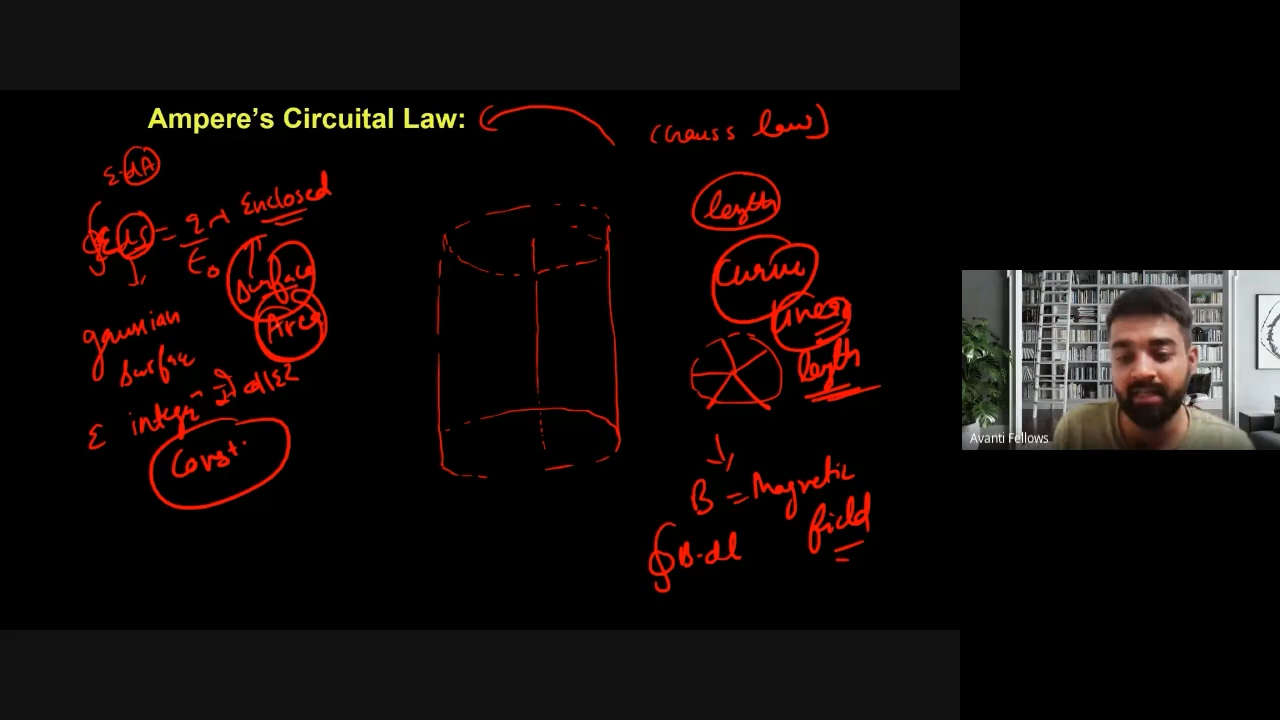 Ampere's Circuital Law:
(Gauss law)
E·dA
∮E ds = q → Enclosed
ε₀
surface
Area
gaussian
surface
E
const.
length
curve
linear
length
B = Magnetic
field
∮B·dl
Avanti Fellows